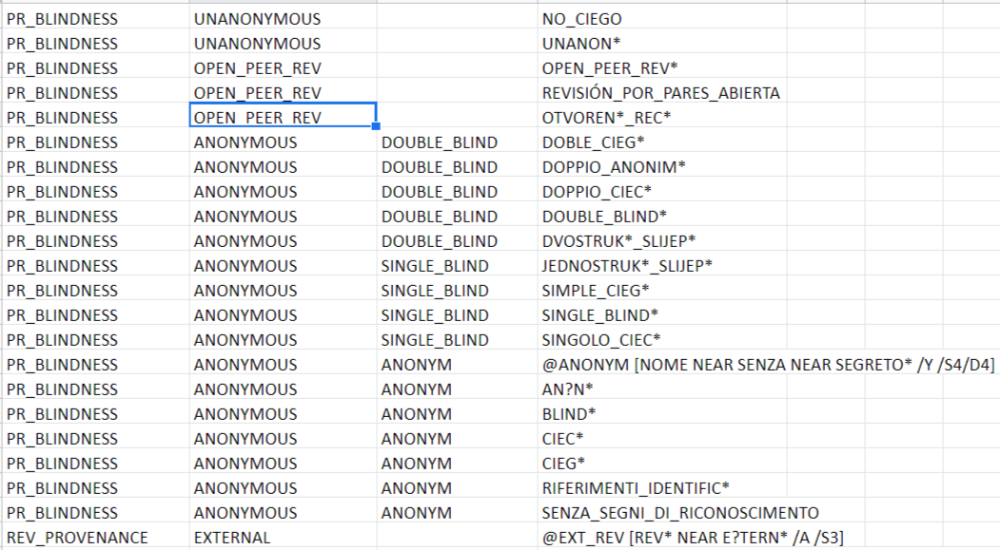 PR_BLINDNESS UNANONYMOUS NO_CIEGO
PR_BLINDNESS UNANONYMOUS UNANON*
PR_BLINDNESS OPEN_PEER_REV OPEN_PEER_REV*
PR_BLINDNESS OPEN_PEER_REV REVISIÓN_POR_PARES_ABIERTA
PR_BLINDNESS OPEN_PEER_REV OTVOREN*_REC*
PR_BLINDNESS ANONYMOUS DOUBLE_BLIND DOBLE_CIEG*
PR_BLINDNESS ANONYMOUS DOUBLE_BLIND DOPPIO_ANONIM*
PR_BLINDNESS ANONYMOUS DOUBLE_BLIND DOPPIO_CIEC*
PR_BLINDNESS ANONYMOUS DOUBLE_BLIND DOUBLE_BLIND*
PR_BLINDNESS ANONYMOUS DOUBLE_BLIND DVOSTRUK*_SLIJEP*
PR_BLINDNESS ANONYMOUS SINGLE_BLIND JEDNOSTRUK*_SLIJEP*
PR_BLINDNESS ANONYMOUS SINGLE_BLIND SIMPLE_CIEG*
PR_BLINDNESS ANONYMOUS SINGLE_BLIND SINGLE_BLIND*
PR_BLINDNESS ANONYMOUS SINGLE_BLIND SINGOLO_CIEC*
PR_BLINDNESS ANONYMOUS ANONYM @ANONYM [NOME NEAR SENZA NEAR SEGRETO* /Y /S4/D4]
PR_BLINDNESS ANONYMOUS ANONYM AN?N*
PR_BLINDNESS ANONYMOUS ANONYM BLIND*
PR_BLINDNESS ANONYMOUS ANONYM CIEC*
PR_BLINDNESS ANONYMOUS ANONYM CIEG*
PR_BLINDNESS ANONYMOUS ANONYM RIFERIMENTI_IDENTIFIC*
PR_BLINDNESS ANONYMOUS ANONYM SENZA_SEGNI_DI_RICONOSCIMENTO
REV_PROVENANCE EXTERNAL @EXT_REV [REV* NEAR E?TERN* /A /S3]